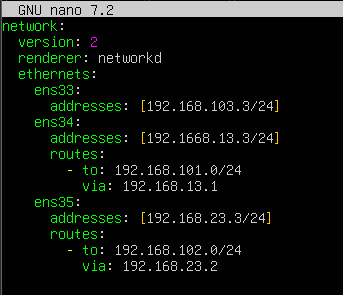 GNU nano 7.2
network:
  version: 2
  renderer: networkd
  ethernets:
    ens33:
      addresses: [192.168.103.3/24]
    ens34:
      addresses: [192.1668.13.3/24]
      routes:
        - to: 192.168.101.0/24
          via: 192.168.13.1
    ens35:
      addresses: [192.168.23.3/24]
      routes:
        - to: 192.168.102.0/24
          via: 192.168.23.2